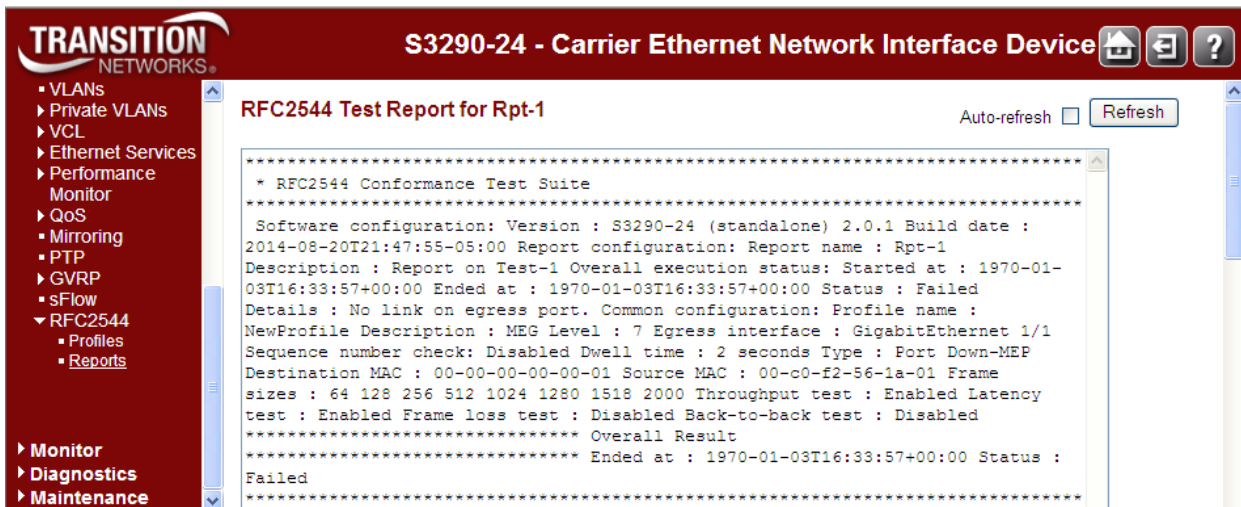 TRANSITION
NETWORKS®
S3290-24 - Carrier Ethernet Network Interface Device
?
VLANs
Private VLANs
VCL
Ethernet Services
Performance
Monitor
QoS
Mirroring
PTP
GVRP
sFlow
RFC2544
Profiles
Reports
Monitor
Diagnostics
Maintenance
RFC2544 Test Report for Rpt-1
Auto-refresh
Refresh
********************************************************************************
* RFC2544 Conformance Test Suite
********************************************************************************
Software configuration: Version : S3290-24 (standalone) 2.0.1 Build date :
2014-08-20T21:47:55-05:00 Report configuration: Report name : Rpt-1
Description : Report on Test-1 Overall execution status: Started at : 1970-01-
03T16:33:57+00:00 Ended at : 1970-01-03T16:33:57+00:00 Status : Failed
Details : No link on egress port. Common configuration: Profile name :
NewProfile Description : MEG Level : 7 Egress interface : GigabitEthernet 1/1
Sequence number check: Disabled Dwell time : 2 seconds Type : Port Down-MEP
Destination MAC : 00-00-00-00-00-01 Source MAC : 00-c0-f2-56-1a-01 Frame
sizes : 64 128 256 512 1024 1280 1518 2000 Throughput test : Enabled Latency
test : Enabled Frame loss test : Disabled Back-to-back test : Disabled
******************************** Overall Result
******************************** Ended at : 1970-01-03T16:33:57+00:00 Status :
Failed
********************************************************************************